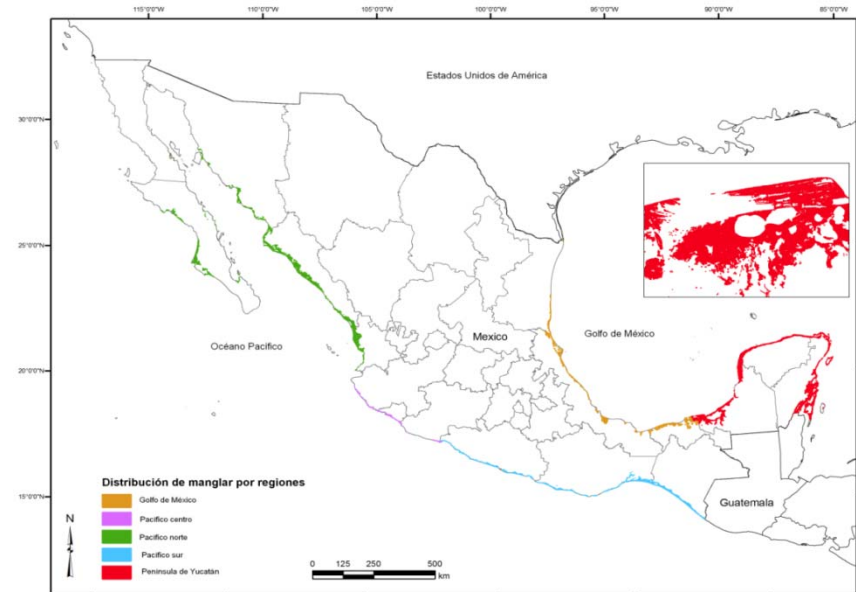 115°0'0"W 110°0'0"W 105°0'0"W 100°0'0"W 95°0'0"W 90°0'0"W 85°0'0"W
Estados Unidos de América
30°0'0"N
25°0'0"N
Océano Pacífico
Mexico
Golfo de México
20°0'0"N
15°0'0"N
Guatemala
Distribución de manglar por regiones
Golfo de México
Pacífico centro
Pacífico norte
Pacífico sur
Península de Yucatán
N
0 125 250 500
km